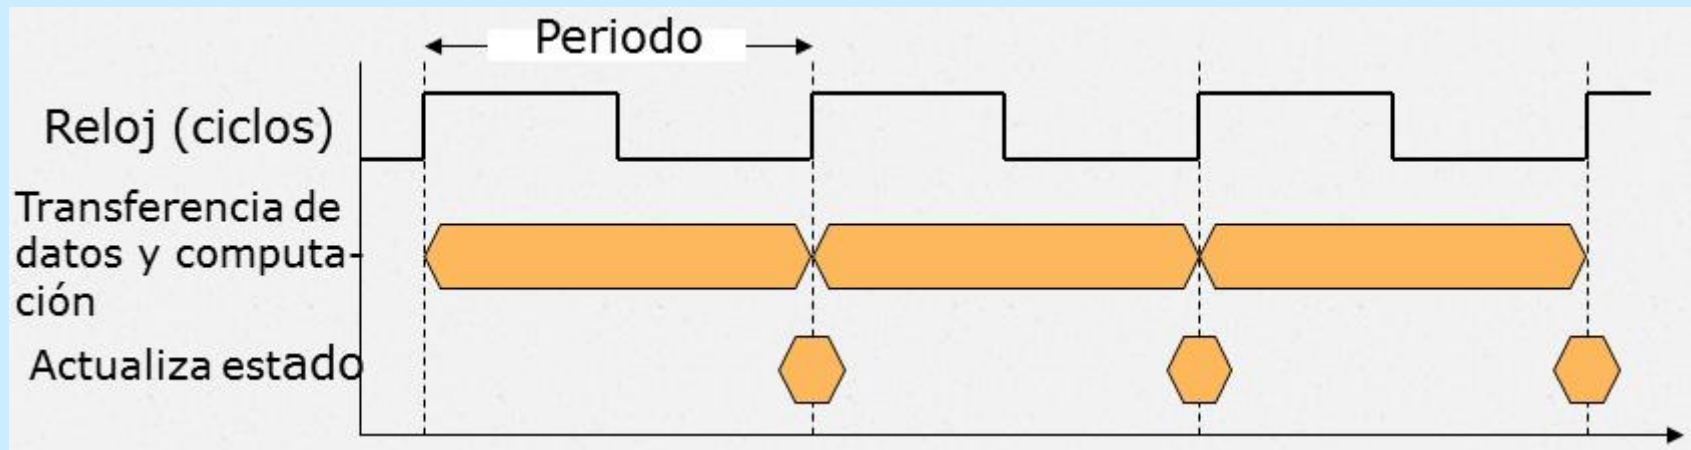 Periodo
Reloj (ciclos)
Transferencia de
datos y computa-
ción
Actualiza estado